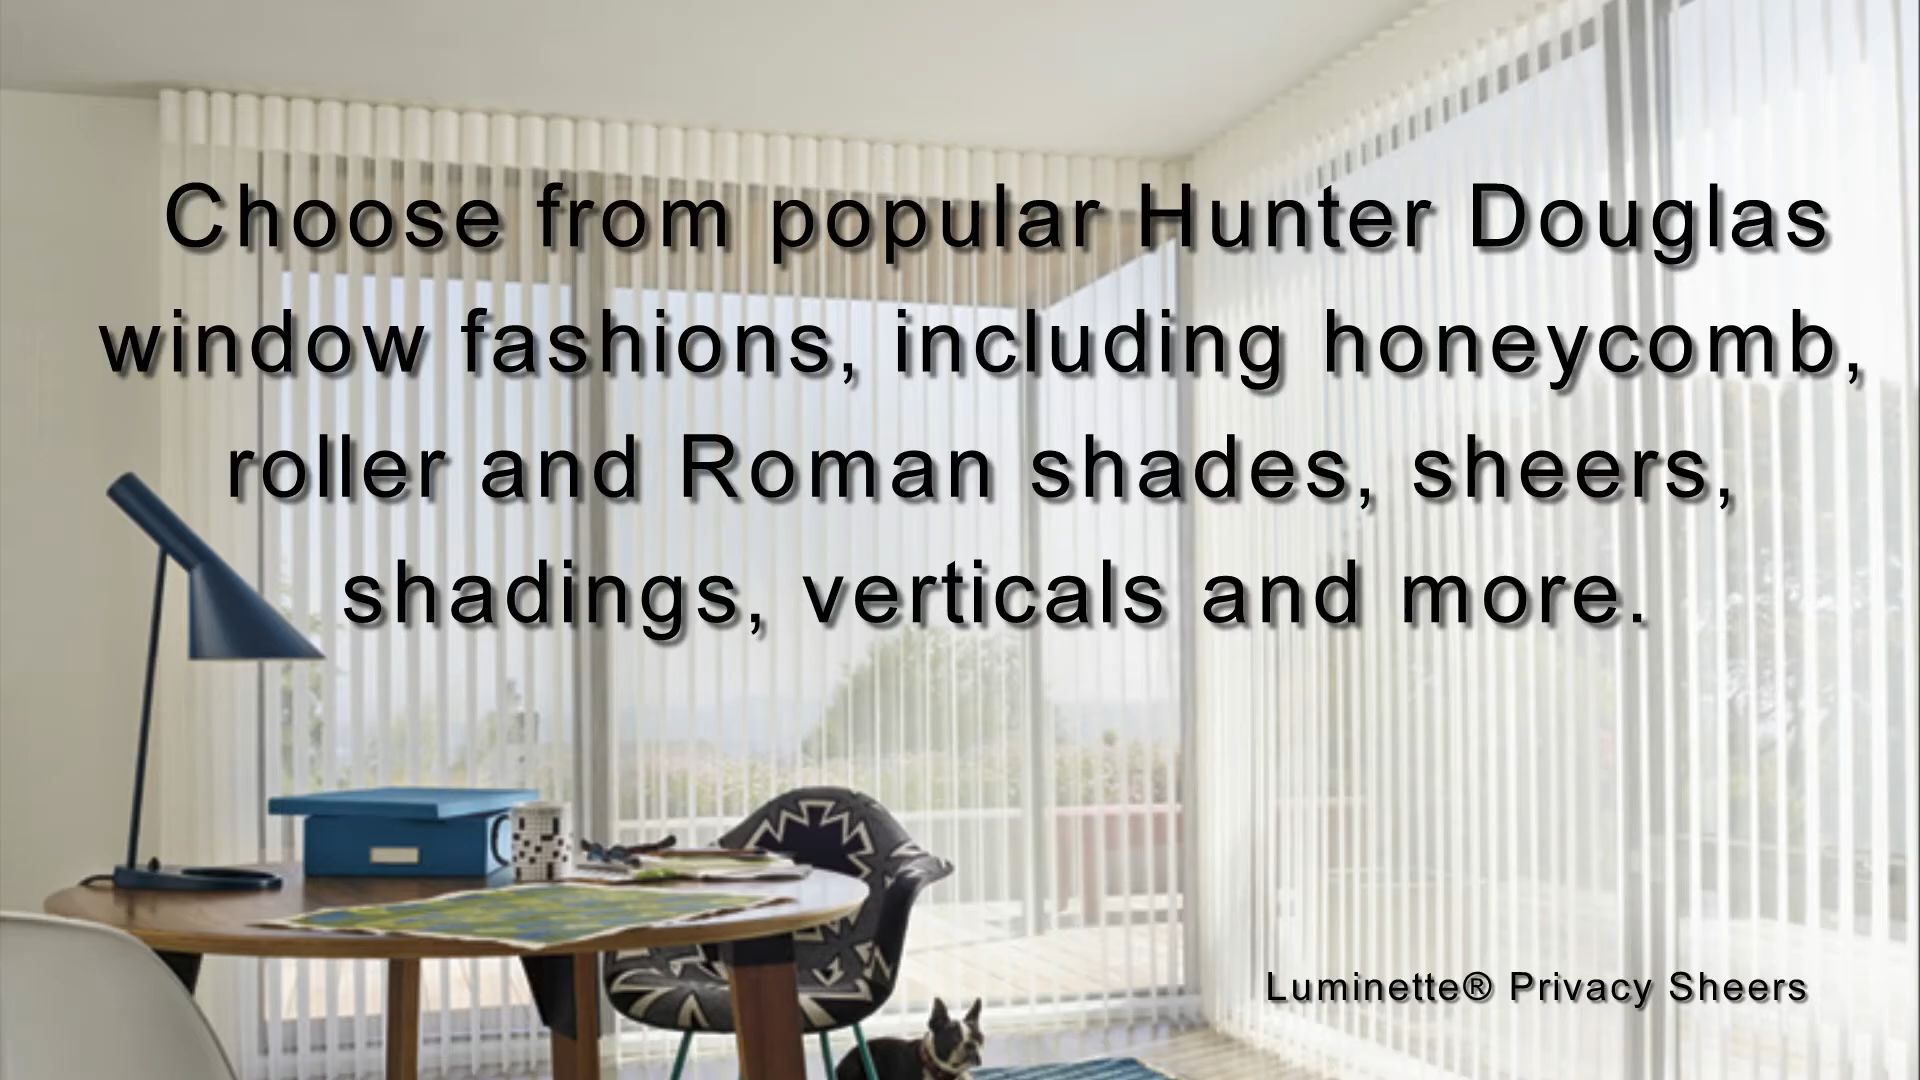 Choose from popular Hunter Douglas
window fashions, including honeycomb,
roller and Roman shades, sheers,
shadings, verticals and more.
Luminette® Privacy Sheers